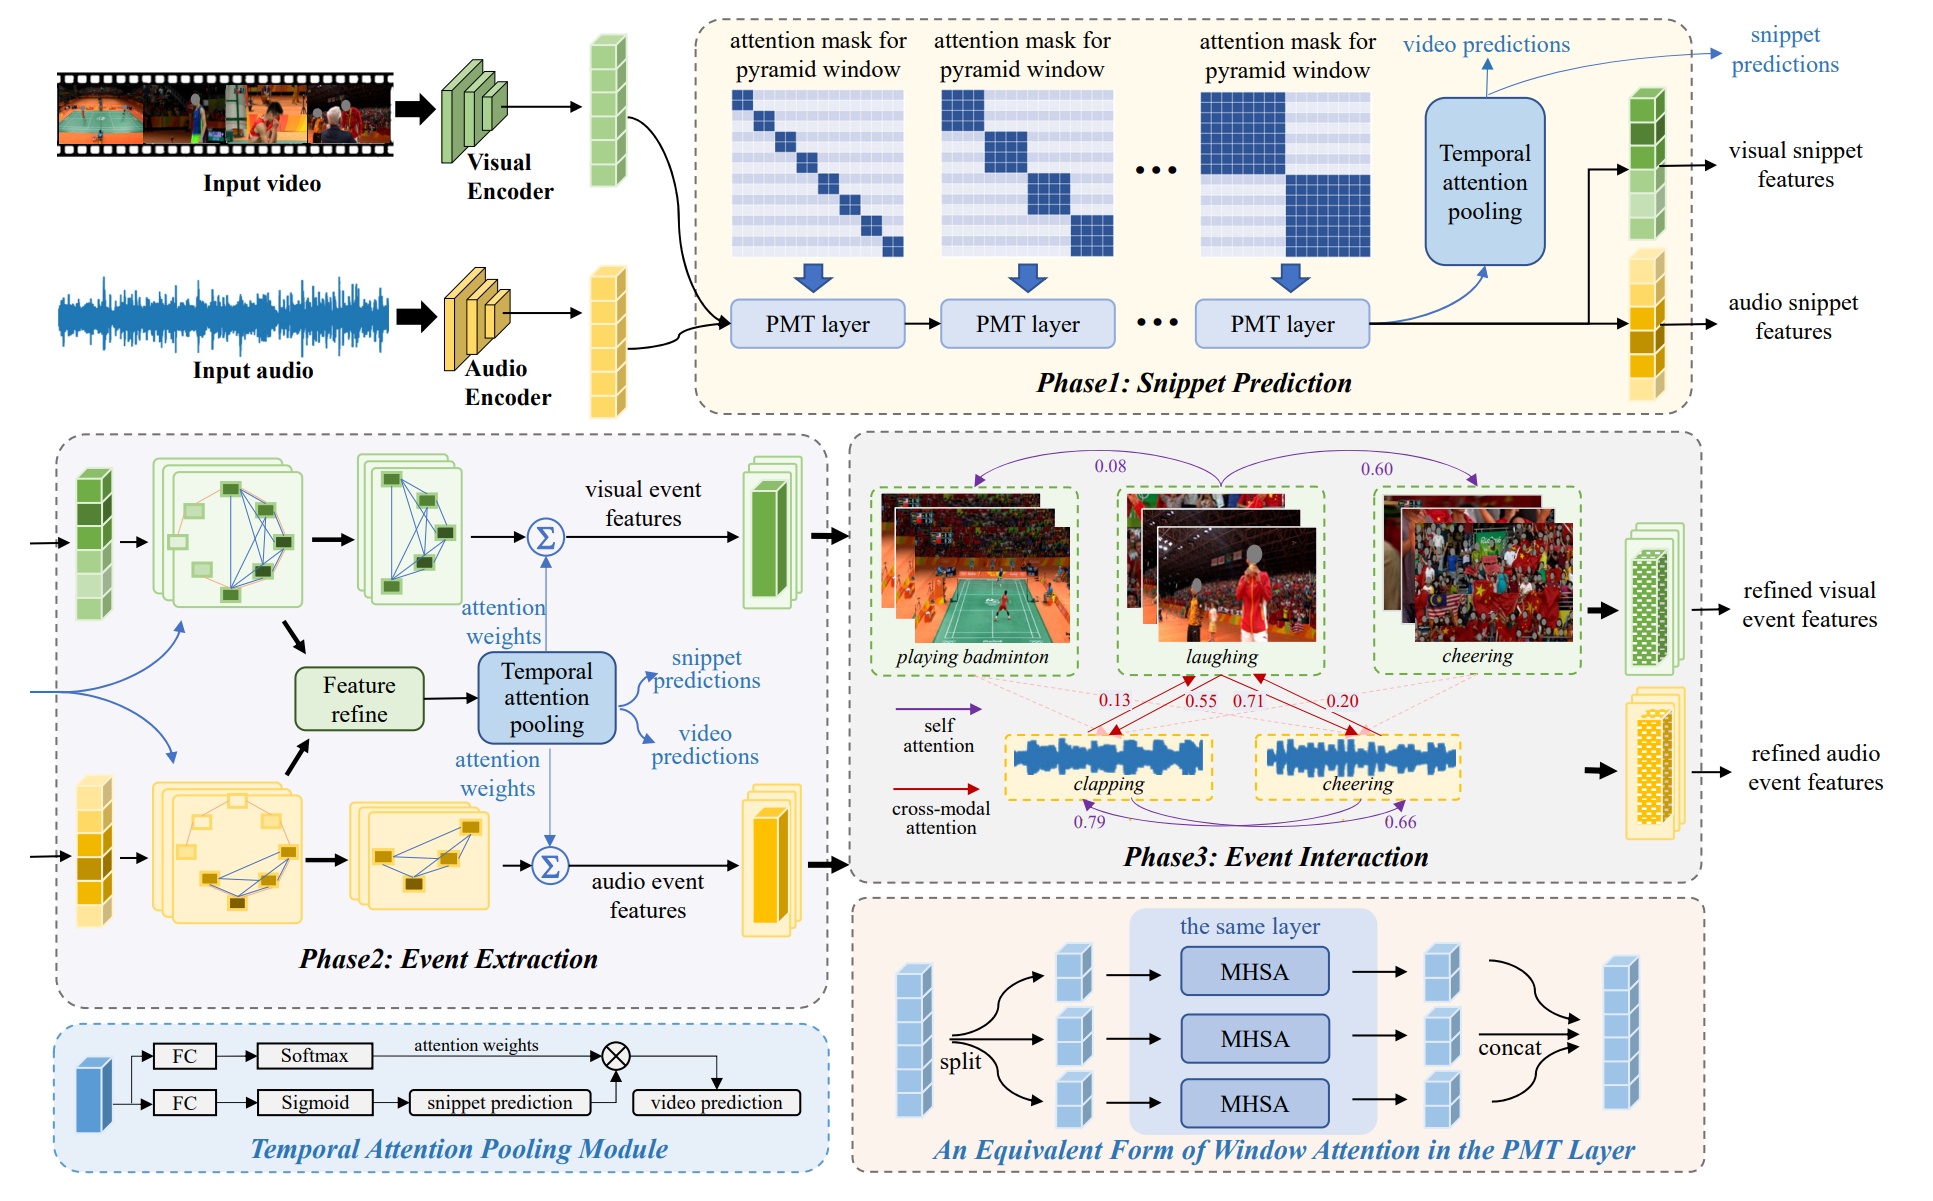 Input video
Visual
Encoder
Input audio
Audio
Encoder
attention mask for
pyramid window
attention mask for
pyramid window
attention mask for
pyramid window
video predictions
snippet
predictions
Temporal
attention
pooling
visual snippet
features
PMT layer
PMT layer
PMT layer
audio snippet
features
Phase1: Snippet Prediction
visual event
features
attention
weights
Feature
refine
Temporal
attention
pooling
snippet
predictions
video
predictions
attention
weights
audio event
features
Phase2: Event Extraction
0.08
0.60
playing badminton
laughing
cheering
0.13
0.55
0.71
0.20
self
attention
cross-modal
attention
clapping
cheering
0.79
0.66
Phase3: Event Interaction
refined visual
event features
refined audio
event features
FC
Softmax
attention weights
FC
Sigmoid
snippet prediction
video prediction
Temporal Attention Pooling Module
the same layer
MHSA
MHSA
MHSA
split
concat
An Equivalent Form of Window Attention in the PMT Layer